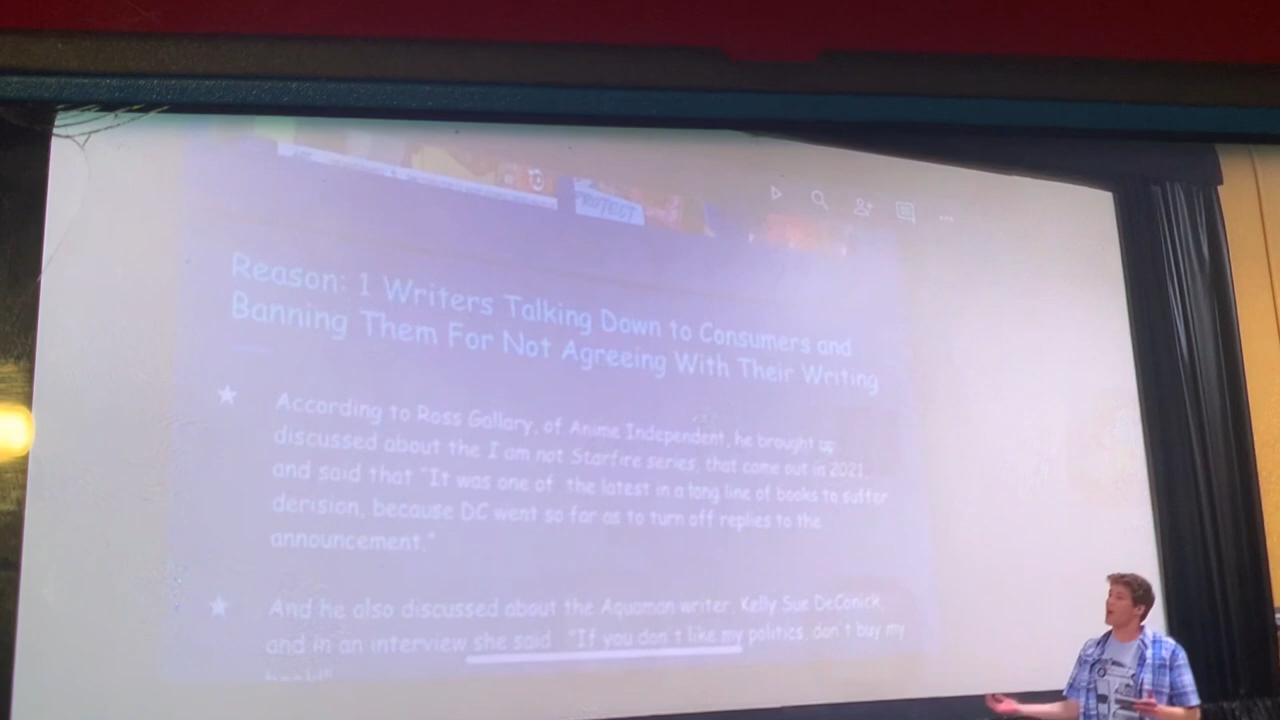 PROTECT
Reason: 1 Writers Talking Down to Consumers and
Banning Them For Not Agreeing With Their Writing
According to Ross Gallary, of Anime Independent, he brought up
discussed about the I am not Starfire series, that came out in 2021,
and said that "It was one of the latest in a long line of books to suffer
derision, because DC went so far as to turn off replies to the
announcement."
And he also discussed about the Aquaman writer, Kelly Sue DeConick,
and in an interview she said "If you don't like my politics, don't buy my